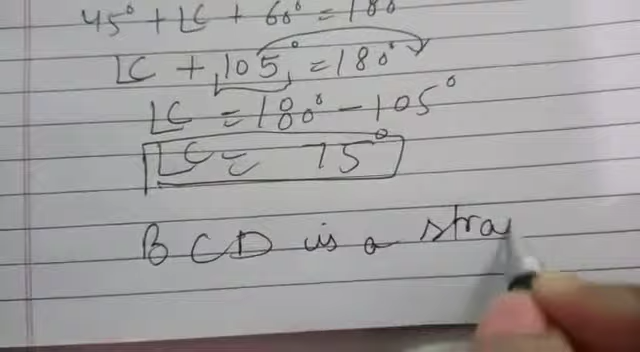 45° + ∠C + 60° = 180
∠C + 105° = 180°
∠C = 180° - 105°
∠C = 75°
BCD is a stra